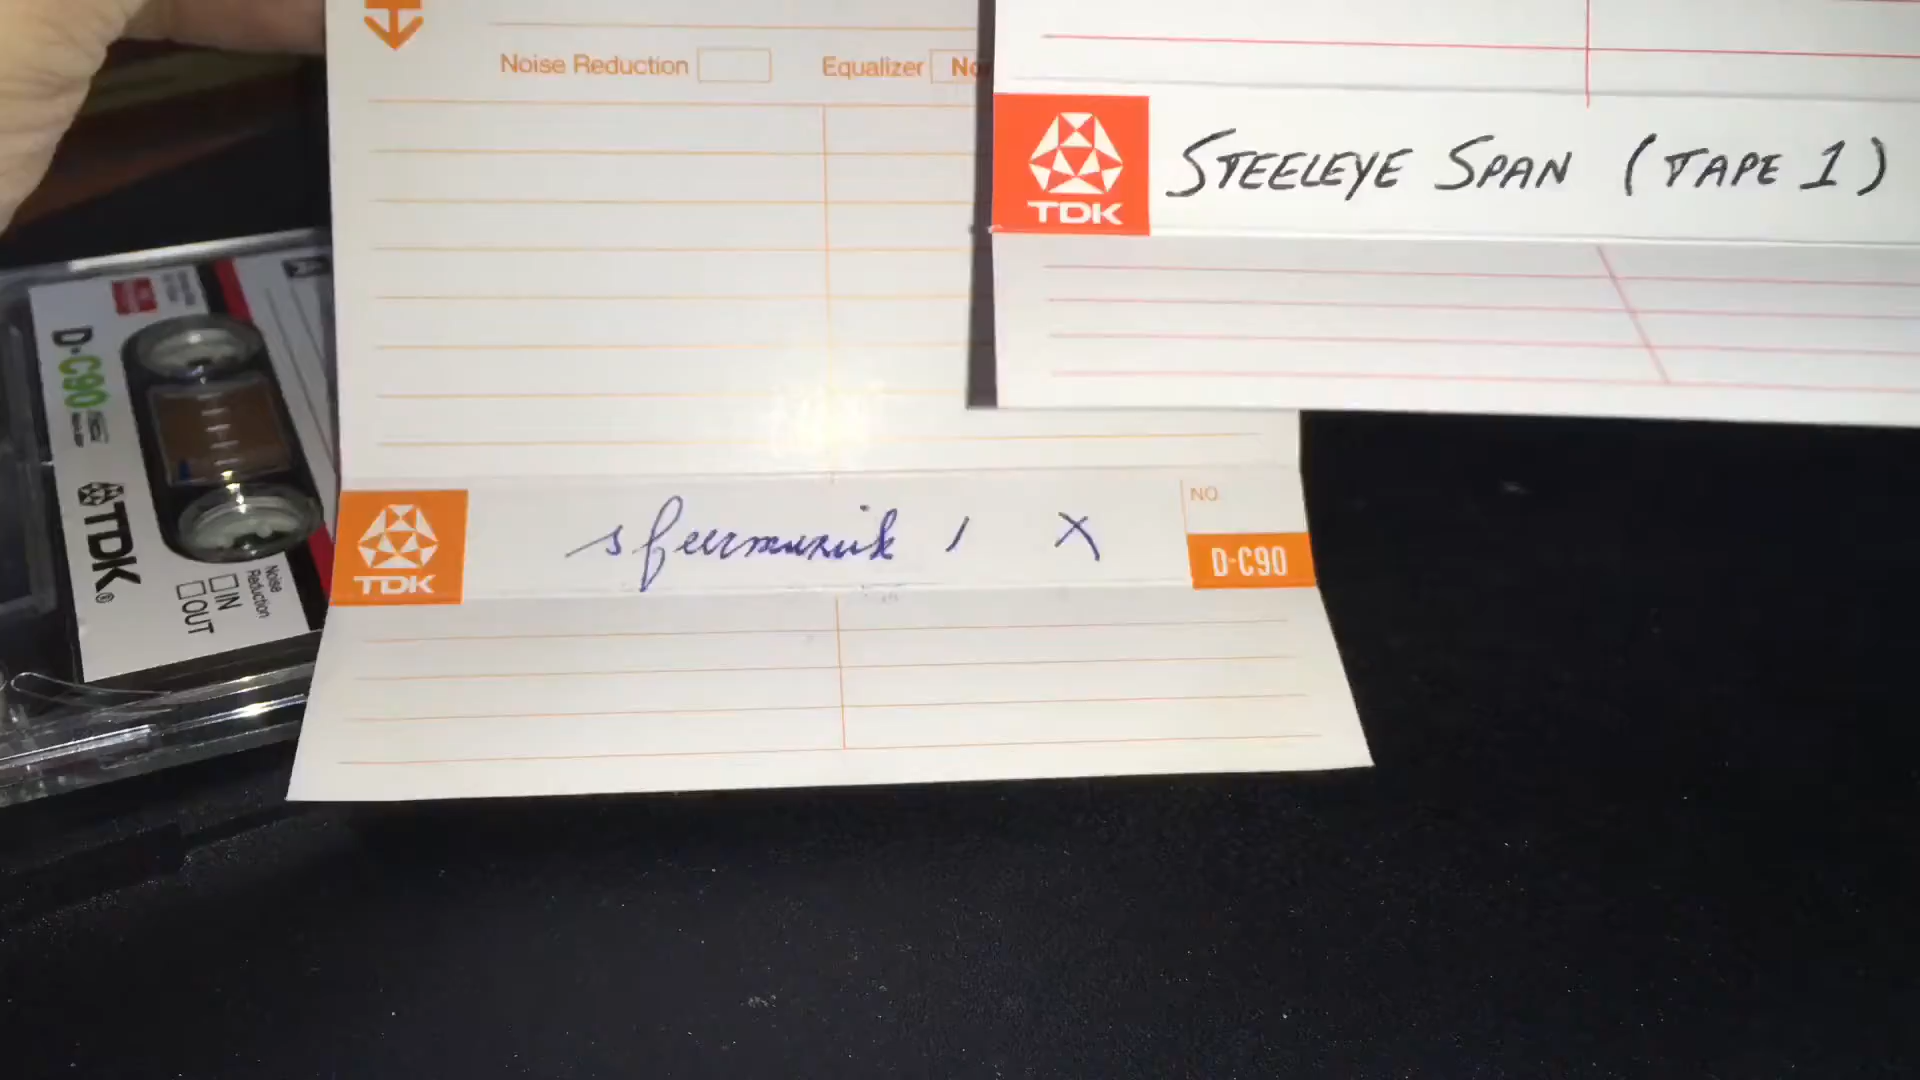 Noise Reduction
Equalizer No
TDK
STEELEYE SPAN (TAPE 1)
TDK
sfeermuziek 1 X
NO.
D-C90
D·C90
TDK®
Noise
Reduction
IN
OUT